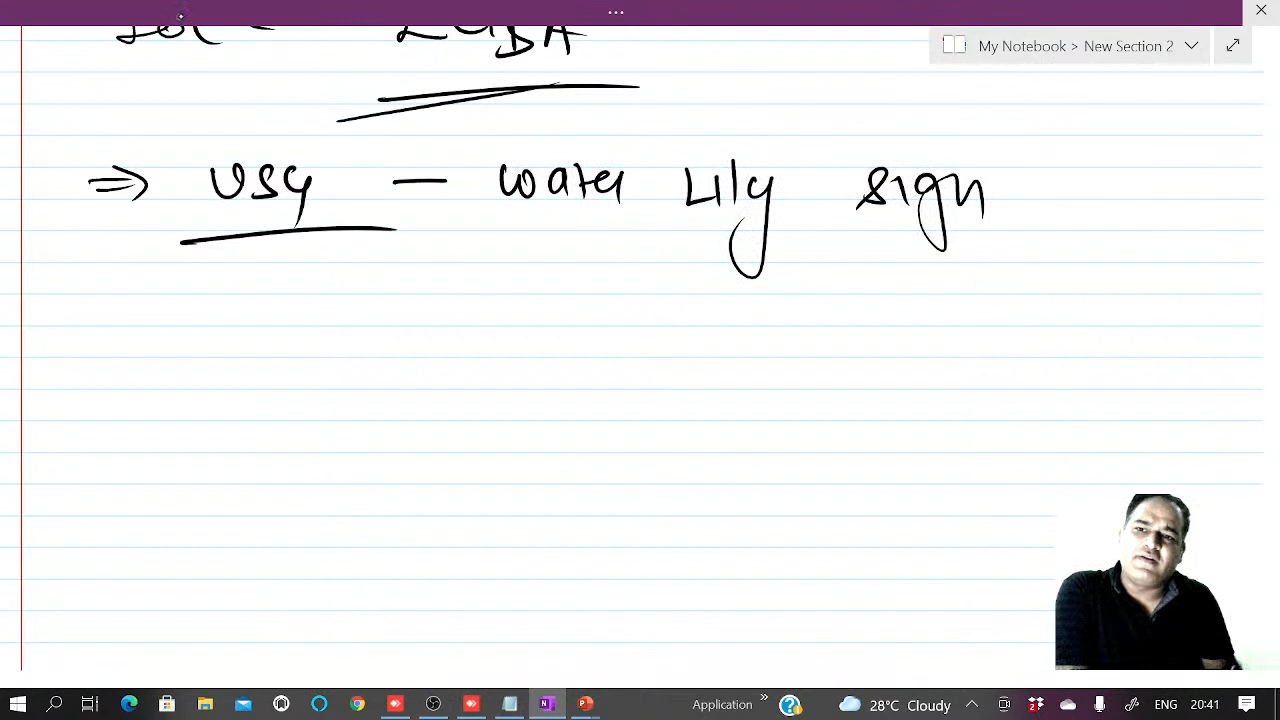 My Notebook > New Section 2
⇒ USG — water Lily sign
Application
28°C Cloudy
ENG
20:41